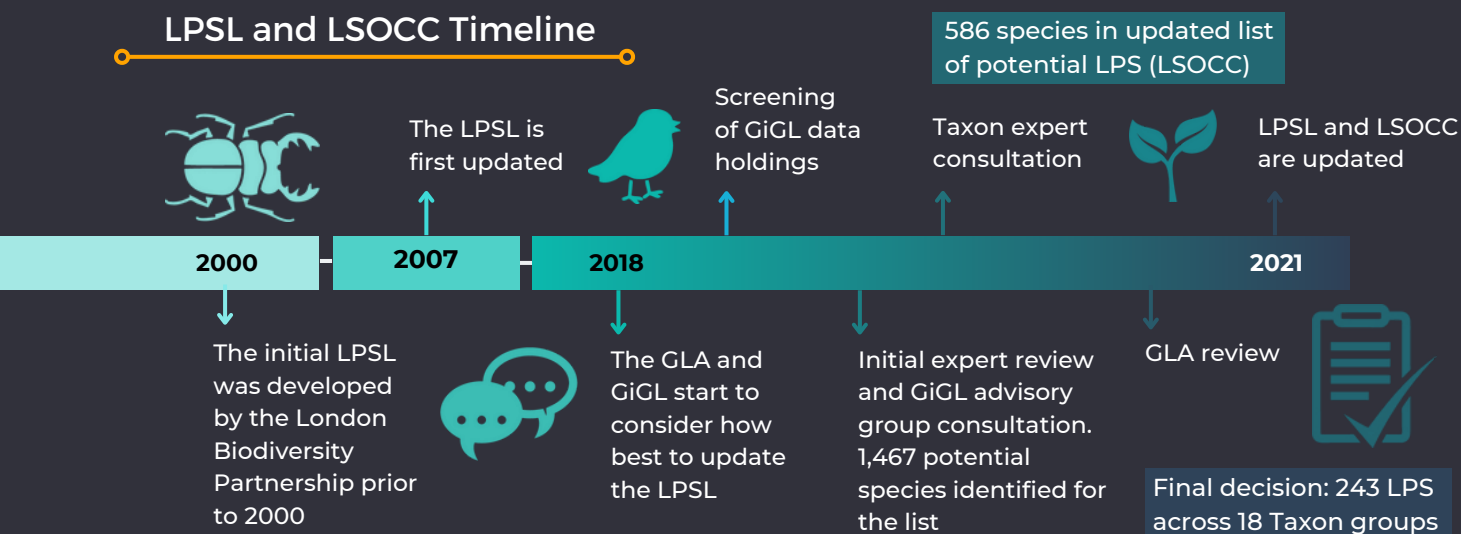 LPSL and LSOCC Timeline
586 species in updated list
of potential LPS (LSOCC)
The LPSL is
first updated
Screening
of GiGL data
holdings
Taxon expert
consultation
LPSL and LSOCC
are updated
2000
2007
2018
2021
The initial LPSL
was developed
by the London
Biodiversity
Partnership prior
to 2000
The GLA and
GiGL start to
consider how
best to update
the LPSL
Initial expert review
and GiGL advisory
group consultation.
1,467 potential
species identified for
the list
GLA review
Final decision: 243 LPS
across 18 Taxon groups